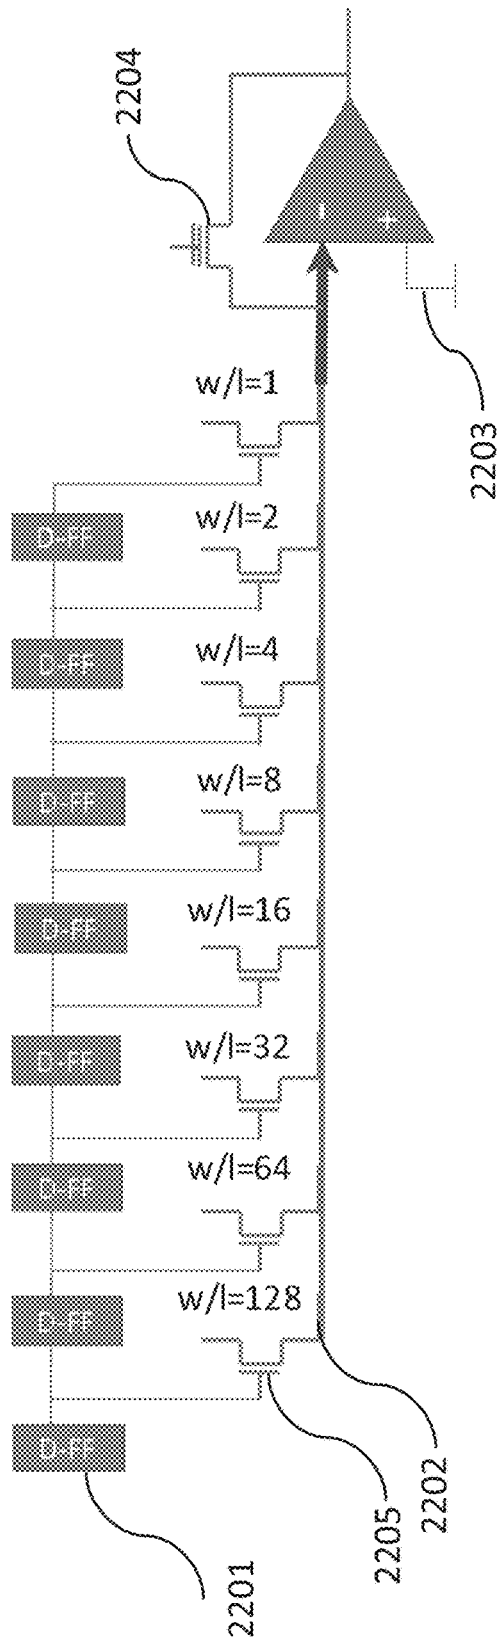 2204
w/l=1
2203
D-FF
w/l=2
D-FF
w/l=4
D-FF
w/l=8
D-FF
w/l=16
D-FF
w/l=32
D-FF
w/l=64
D-FF
w/l=128
D-FF
2202
2205
2201
- +